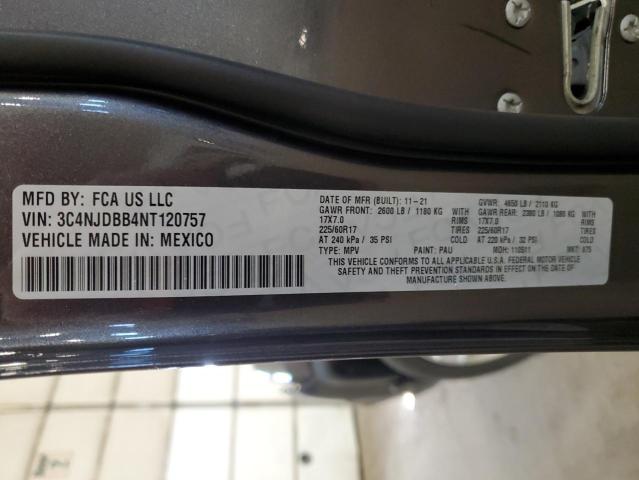 MFD BY: FCA US LLC
VIN: 3C4NJDBB4NT120757
VEHICLE MADE IN: MEXICO
DATE OF MFR (BUILT): 11-21 GVWR: 4650 LB / 2110 KG
GAWR FRONT: 2600 LB / 1180 KG WITH GAWR REAR: 2380 LB / 1080 KG WITH
17X7.0 RIMS 17X7.0 RIMS
225/60R17 TIRES 225/60R17 TIRES
AT 240 kPa / 35 PSI COLD AT 220 kPa / 32 PSI COLD
TYPE: MPV PAINT: PAU MDH: 110511 MKT: 875
THIS VEHICLE CONFORMS TO ALL APPLICABLE U.S.A. FEDERAL MOTOR VEHICLE
SAFETY AND THEFT PREVENTION STANDARDS IN EFFECT ON THE DATE OF
MANUFACTURE SHOWN ABOVE.